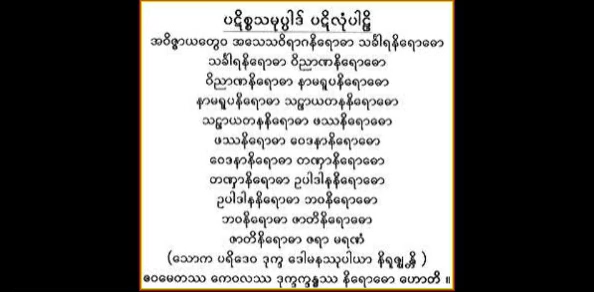 ပဋိစ္စသမုပ္ပါဒ် ပဋိလုံပါဠိ
အဝိဇ္ဇာယတွေဝ အသေသဝိရာဂနိရောဓာ သင်္ခါရနိရောဓော
သင်္ခါရနိရောဓာ ဝိညာဏနိရောဓော
ဝိညာဏနိရောဓာ နာမရူပနိရောဓော
နာမရူပနိရောဓာ သဠာယတနနိရောဓော
သဠာယတနနိရောဓာ ဖဿနိရောဓော
ဖဿနိရောဓာ ဝေဒနာနိရောဓော
ဝေဒနာနိရောဓာ တဏှာနိရောဓော
တဏှာနိရောဓာ ဥပါဒါနနိရောဓော
ဥပါဒါနနိရောဓာ ဘဝနိရောဓော
ဘဝနိရောဓာ ဇာတိနိရောဓော
ဇာတိနိရောဓာ ဇရာ မရဏံ
(သောက ပရိဒေဝ ဒုက္ခ ဒေါမနဿုပါယာ နိရုဇ္ဈန္တိ )
ဧဝမေတဿ ကေဝလဿ ဒုက္ခက္ခန္ဓဿ နိရောဓော ဟောတိ ။